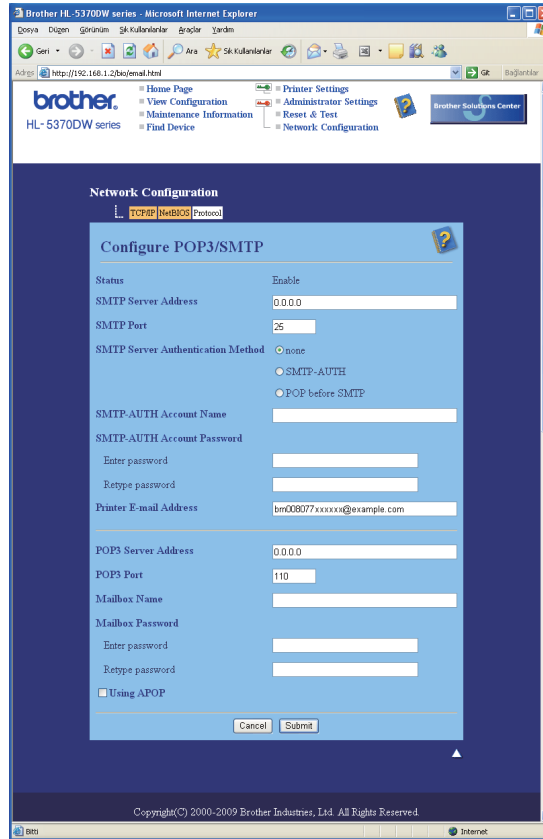 Brother HL-5370DW series - Microsoft Internet Explorer
Dosya Düzen Görünüm Sık Kullanılanlar Araçlar Yardım
Geri Ara Sık Kullanılanlar
Adres http://192.168.1.2/bio/email.html Git Bağlantılar
brother.
HL-5370DW series
Home Page
View Configuration
Maintenance Information
Find Device
Printer Settings
Administrator Settings
Reset & Test
Network Configuration
Brother Solutions Center
Network Configuration
TCP/IP NetBIOS Protocol
Configure POP3/SMTP
Status Enable
SMTP Server Address 0.0.0.0
SMTP Port 25
SMTP Server Authentication Method none
SMTP-AUTH
POP before SMTP
SMTP-AUTH Account Name
SMTP-AUTH Account Password
Enter password
Retype password
Printer E-mail Address brn008077xxxxxx@example.com
POP3 Server Address 0.0.0.0
POP3 Port 110
Mailbox Name
Mailbox Password
Enter password
Retype password
Using APOP
Cancel Submit
Copyright(C) 2000-2009 Brother Industries, Ltd. All Rights Reserved.
Bitti Internet